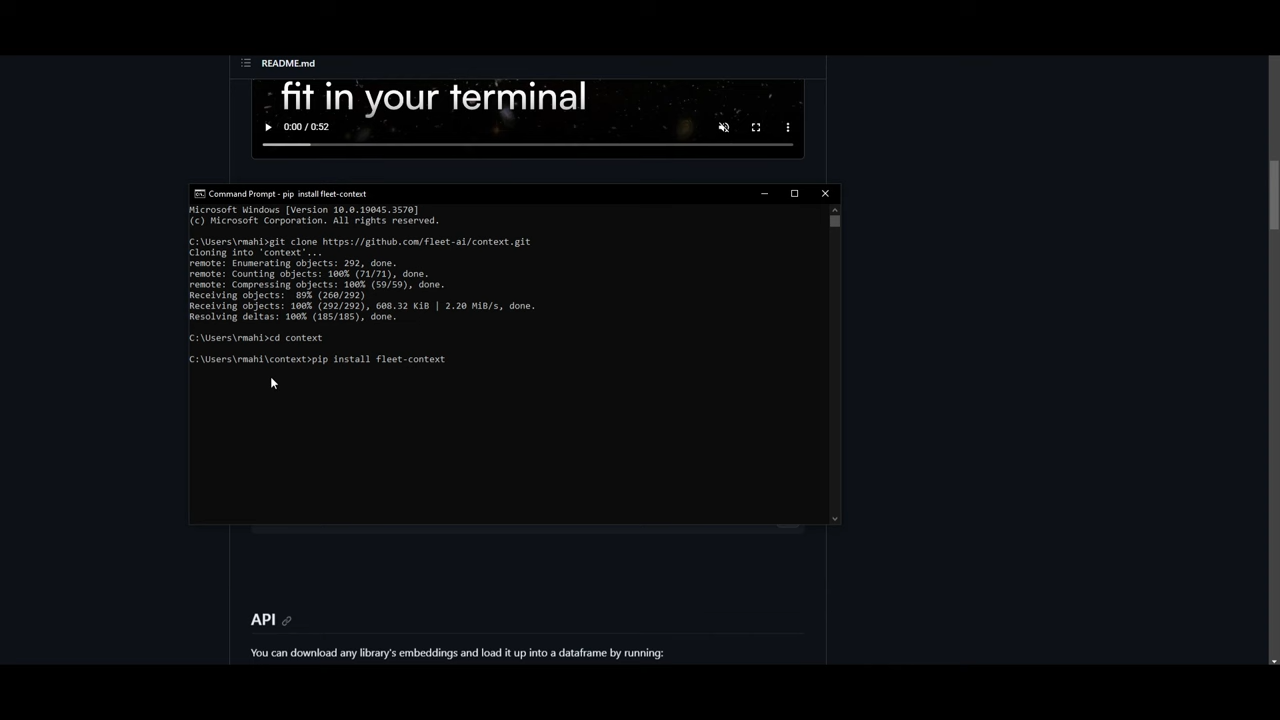 README.md
fit in your terminal
0:00 / 0:52
Command Prompt - pip  install fleet-context
Microsoft Windows [Version 10.0.19045.3570]
(c) Microsoft Corporation. All rights reserved.
C:\Users\rmahi>git clone https://github.com/fleet-ai/context.git
Cloning into 'context'...
remote: Enumerating objects: 292, done.
remote: Counting objects: 100% (71/71), done.
remote: Compressing objects: 100% (59/59), done.
Receiving objects:  89% (260/292)
Receiving objects: 100% (292/292), 608.32 KiB | 2.20 MiB/s, done.
Resolving deltas: 100% (185/185), done.
C:\Users\rmahi>cd context
C:\Users\rmahi\context>pip install fleet-context
API
You can download any library's embeddings and load it up into a dataframe by running: